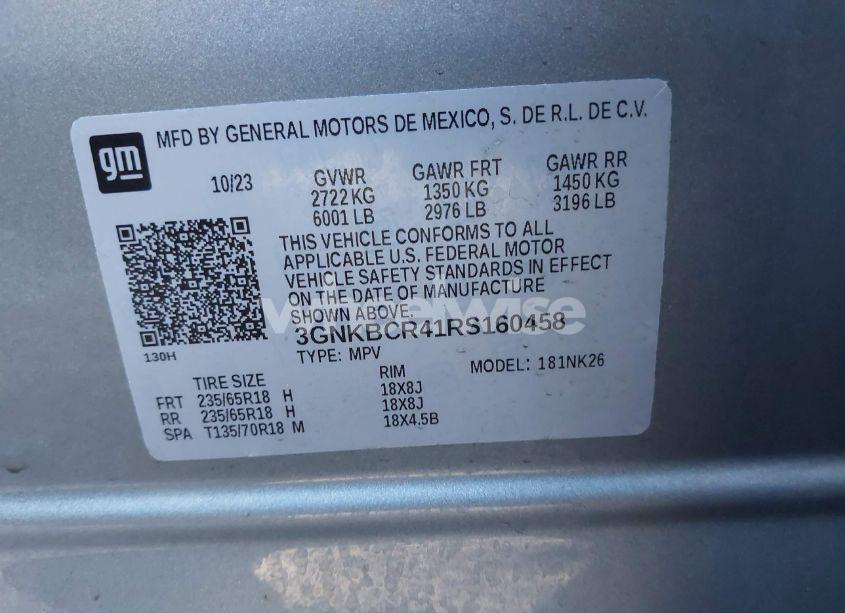 gm
MFD BY GENERAL MOTORS DE MEXICO, S. DE R.L. DE C.V.
10/23
GVWR GAWR FRT GAWR RR
2722 KG 1350 KG 1450 KG
6001 LB 2976 LB 3196 LB
THIS VEHICLE CONFORMS TO ALL
APPLICABLE U.S. FEDERAL MOTOR
VEHICLE SAFETY STANDARDS IN EFFECT
ON THE DATE OF MANUFACTURE
SHOWN ABOVE.
3GNKBCR41RS160458
130H
TYPE: MPV MODEL: 181NK26
TIRE SIZE RIM
FRT 235/65R18 H 18X8J
RR 235/65R18 H 18X8J
SPA T135/70R18 M 18X4.5B